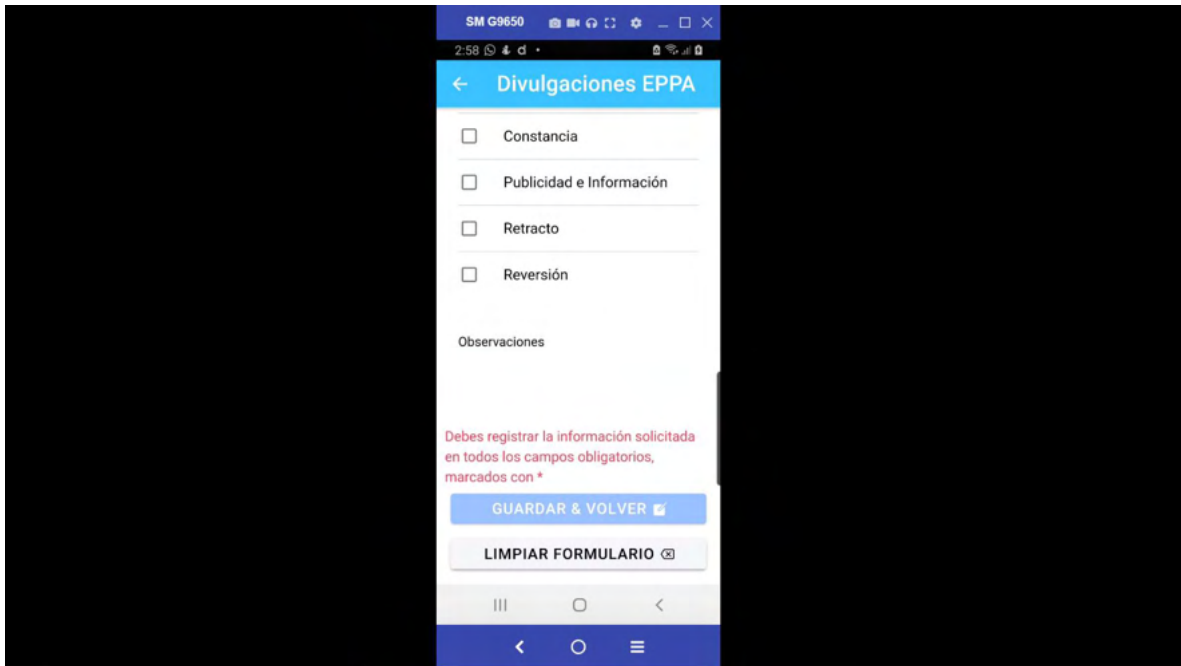 SM G9650
2:58
Divulgaciones EPPA
Constancia
Publicidad e Información
Retracto
Reversión
Observaciones
Debes registrar la información solicitada
en todos los campos obligatorios,
marcados con *
GUARDAR & VOLVER
LIMPIAR FORMULARIO